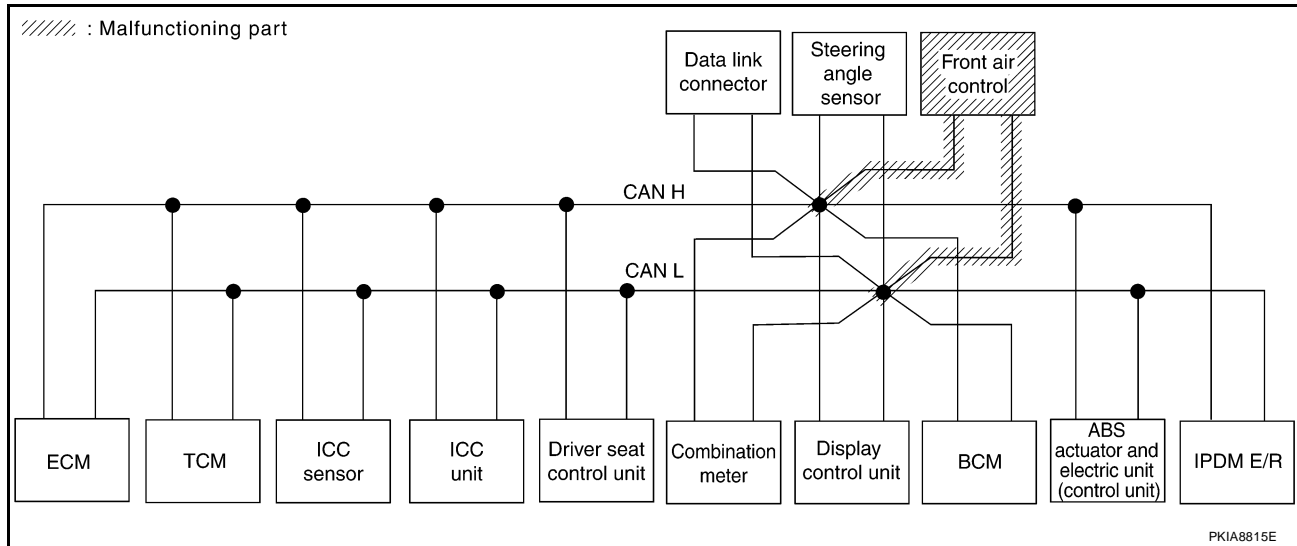 : Malfunctioning part
Data link
connector
Steering
angle
sensor
Front air
control
CAN H
CAN L
ECM
TCM
ICC
sensor
ICC
unit
Driver seat
control unit
Combination
meter
Display
control unit
BCM
ABS
actuator and
electric unit
(control unit)
IPDM E/R
PKIA8815E